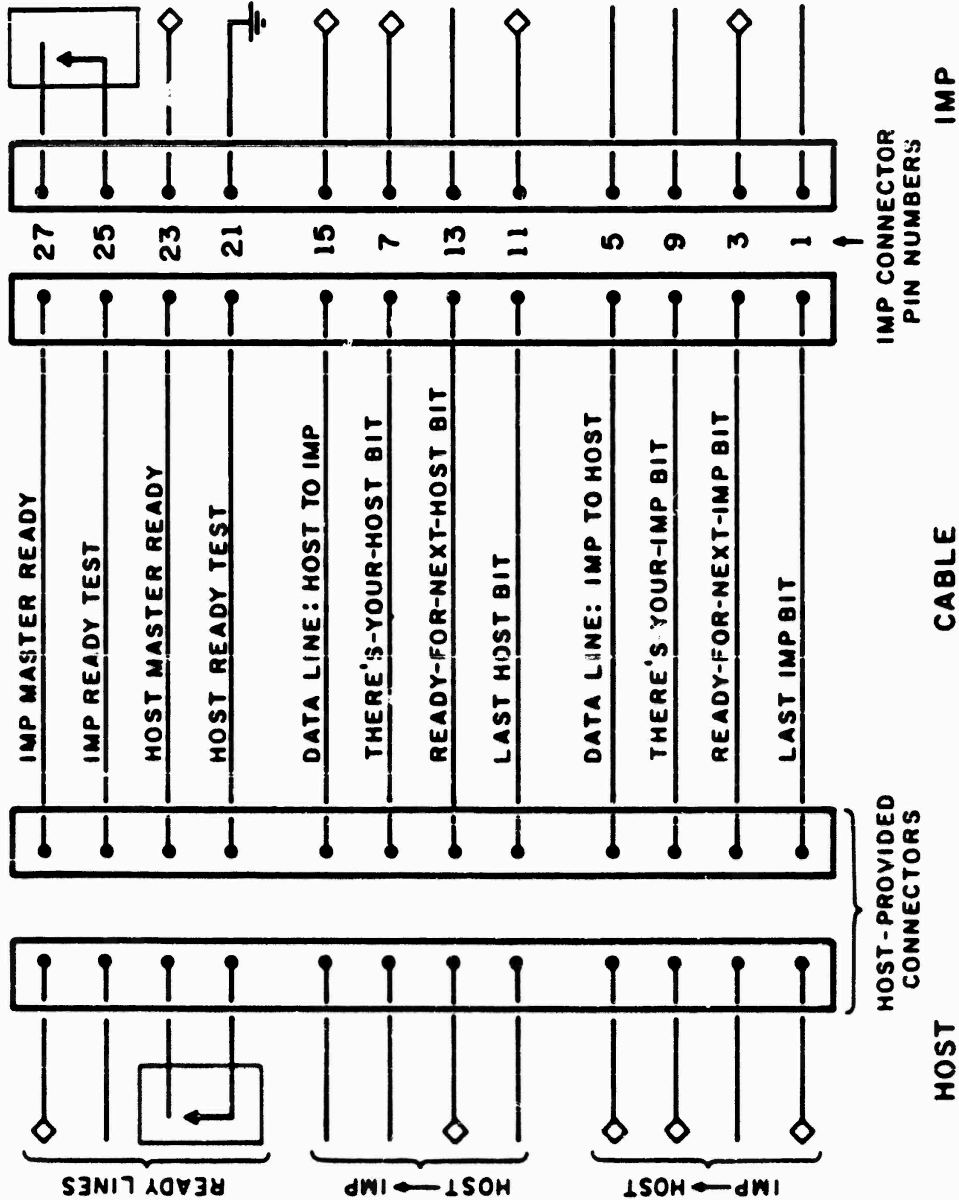 READY LINES
HOST → IMP
IMP → HOST
IMP MASTER READY
27
IMP READY TEST
25
HOST MASTER READY
23
HOST READY TEST
21
DATA LINE: HOST TO IMP
15
THERE'S-YOUR-HOST BIT
7
READY-FOR-NEXT-HOST BIT
13
LAST HOST BIT
11
DATA LINE: IMP TO HOST
5
THERE'S-YOUR-IMP BIT
9
READY-FOR-NEXT-IMP BIT
3
LAST IMP BIT
1
HOST-PROVIDED
CONNECTORS
IMP CONNECTOR
PIN NUMBERS
HOST
CABLE
IMP